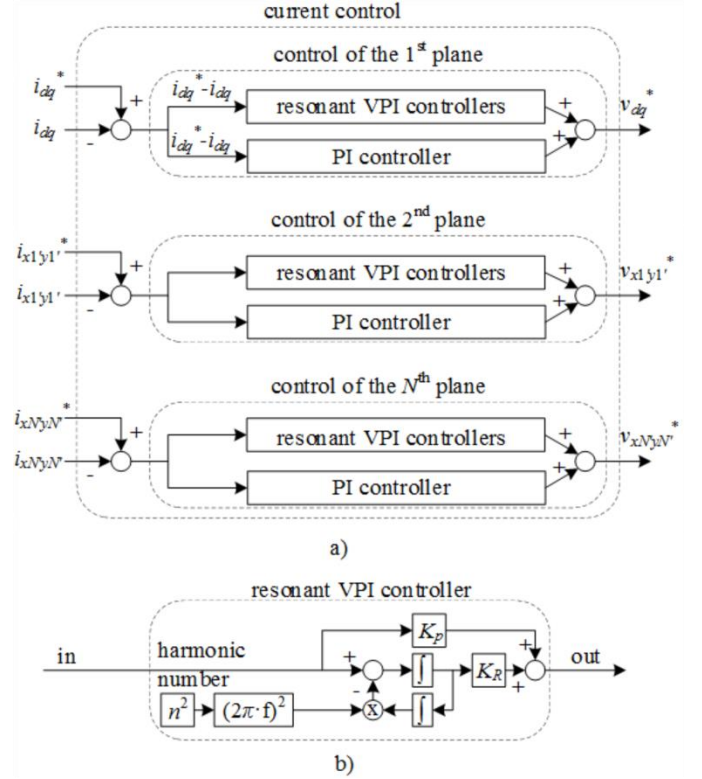 current control
control of the 1st plane
idq*
+
idq*-idq
resonant VPI controllers
+
vdq*
idq
-
idq*-idq
PI controller
+
control of the 2nd plane
ix1'y1'*
+
resonant VPI controllers
+
vx1'y1'*
ix1'y1'
-
PI controller
+
control of the Nth plane
ixN'yN'*
+
resonant VPI controllers
+
vxN'yN'*
ixN'yN'
-
PI controller
+
a)
resonant VPI controller
Kp
+
in
harmonic
number
+
∫
KR
+
out
-
n2
(2π·f)2
X
∫
b)